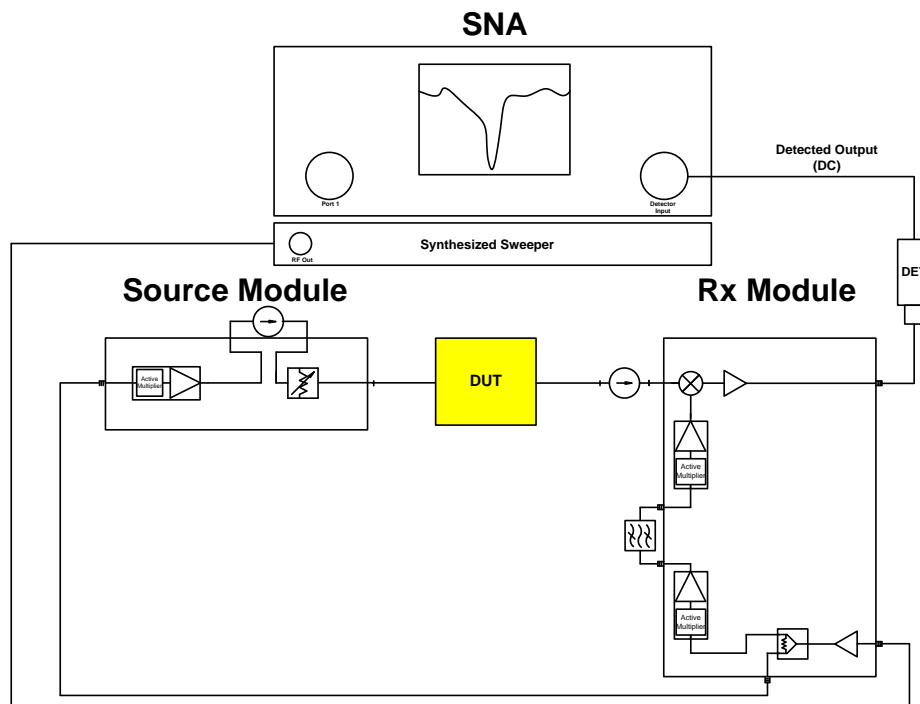 SNA
Detected Output
(DC)
Port 1
Detector
Input
Synthesized Sweeper
RF Out
Source Module
Rx Module
DET
Active
Multiplier
DUT
Active
Multiplier
Active
Multiplier